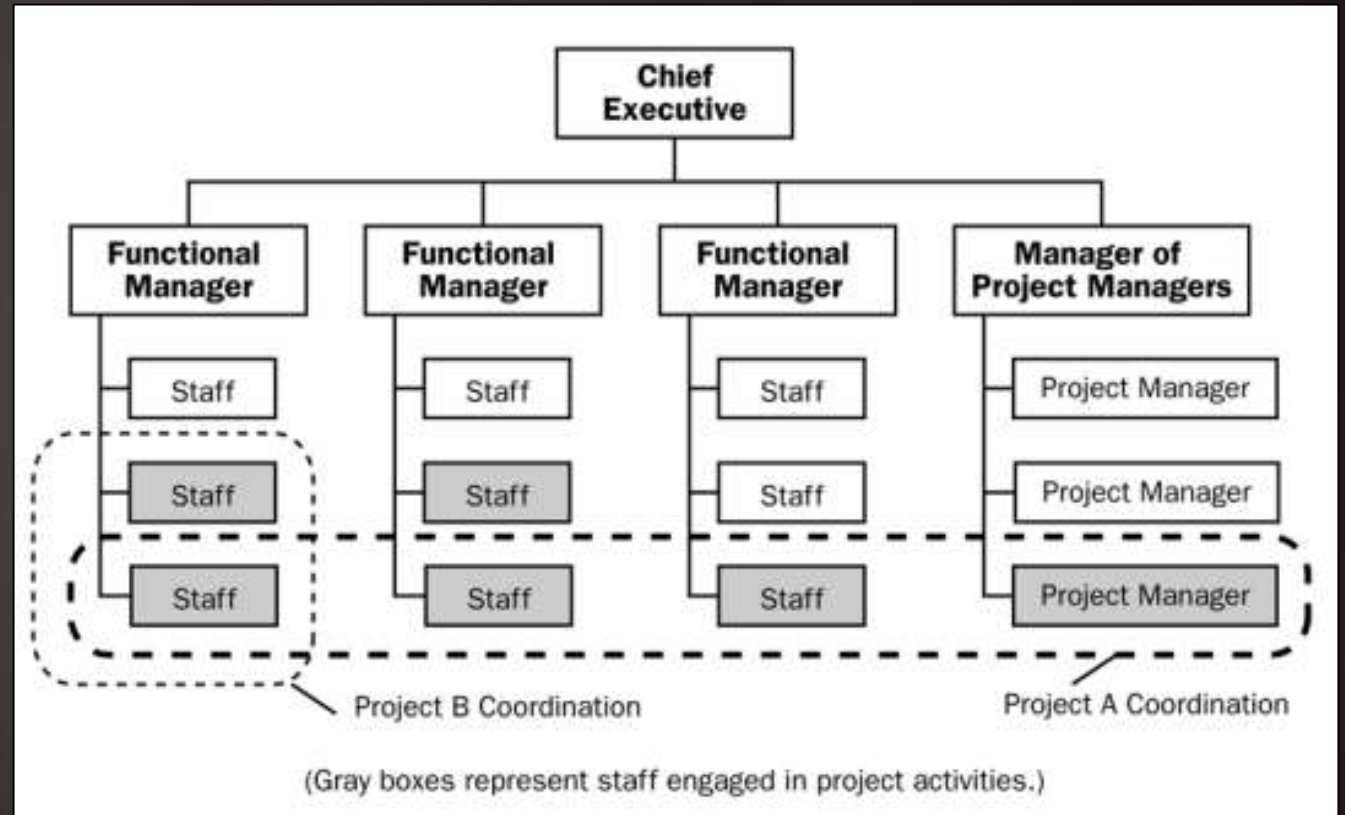 Chief
Executive
Functional
Manager
Functional
Manager
Functional
Manager
Manager of
Project Managers
Staff
Staff
Staff
Project Manager
Staff
Staff
Staff
Project Manager
Staff
Staff
Staff
Project Manager
Project B Coordination
Project A Coordination
(Gray boxes represent staff engaged in project activities.)